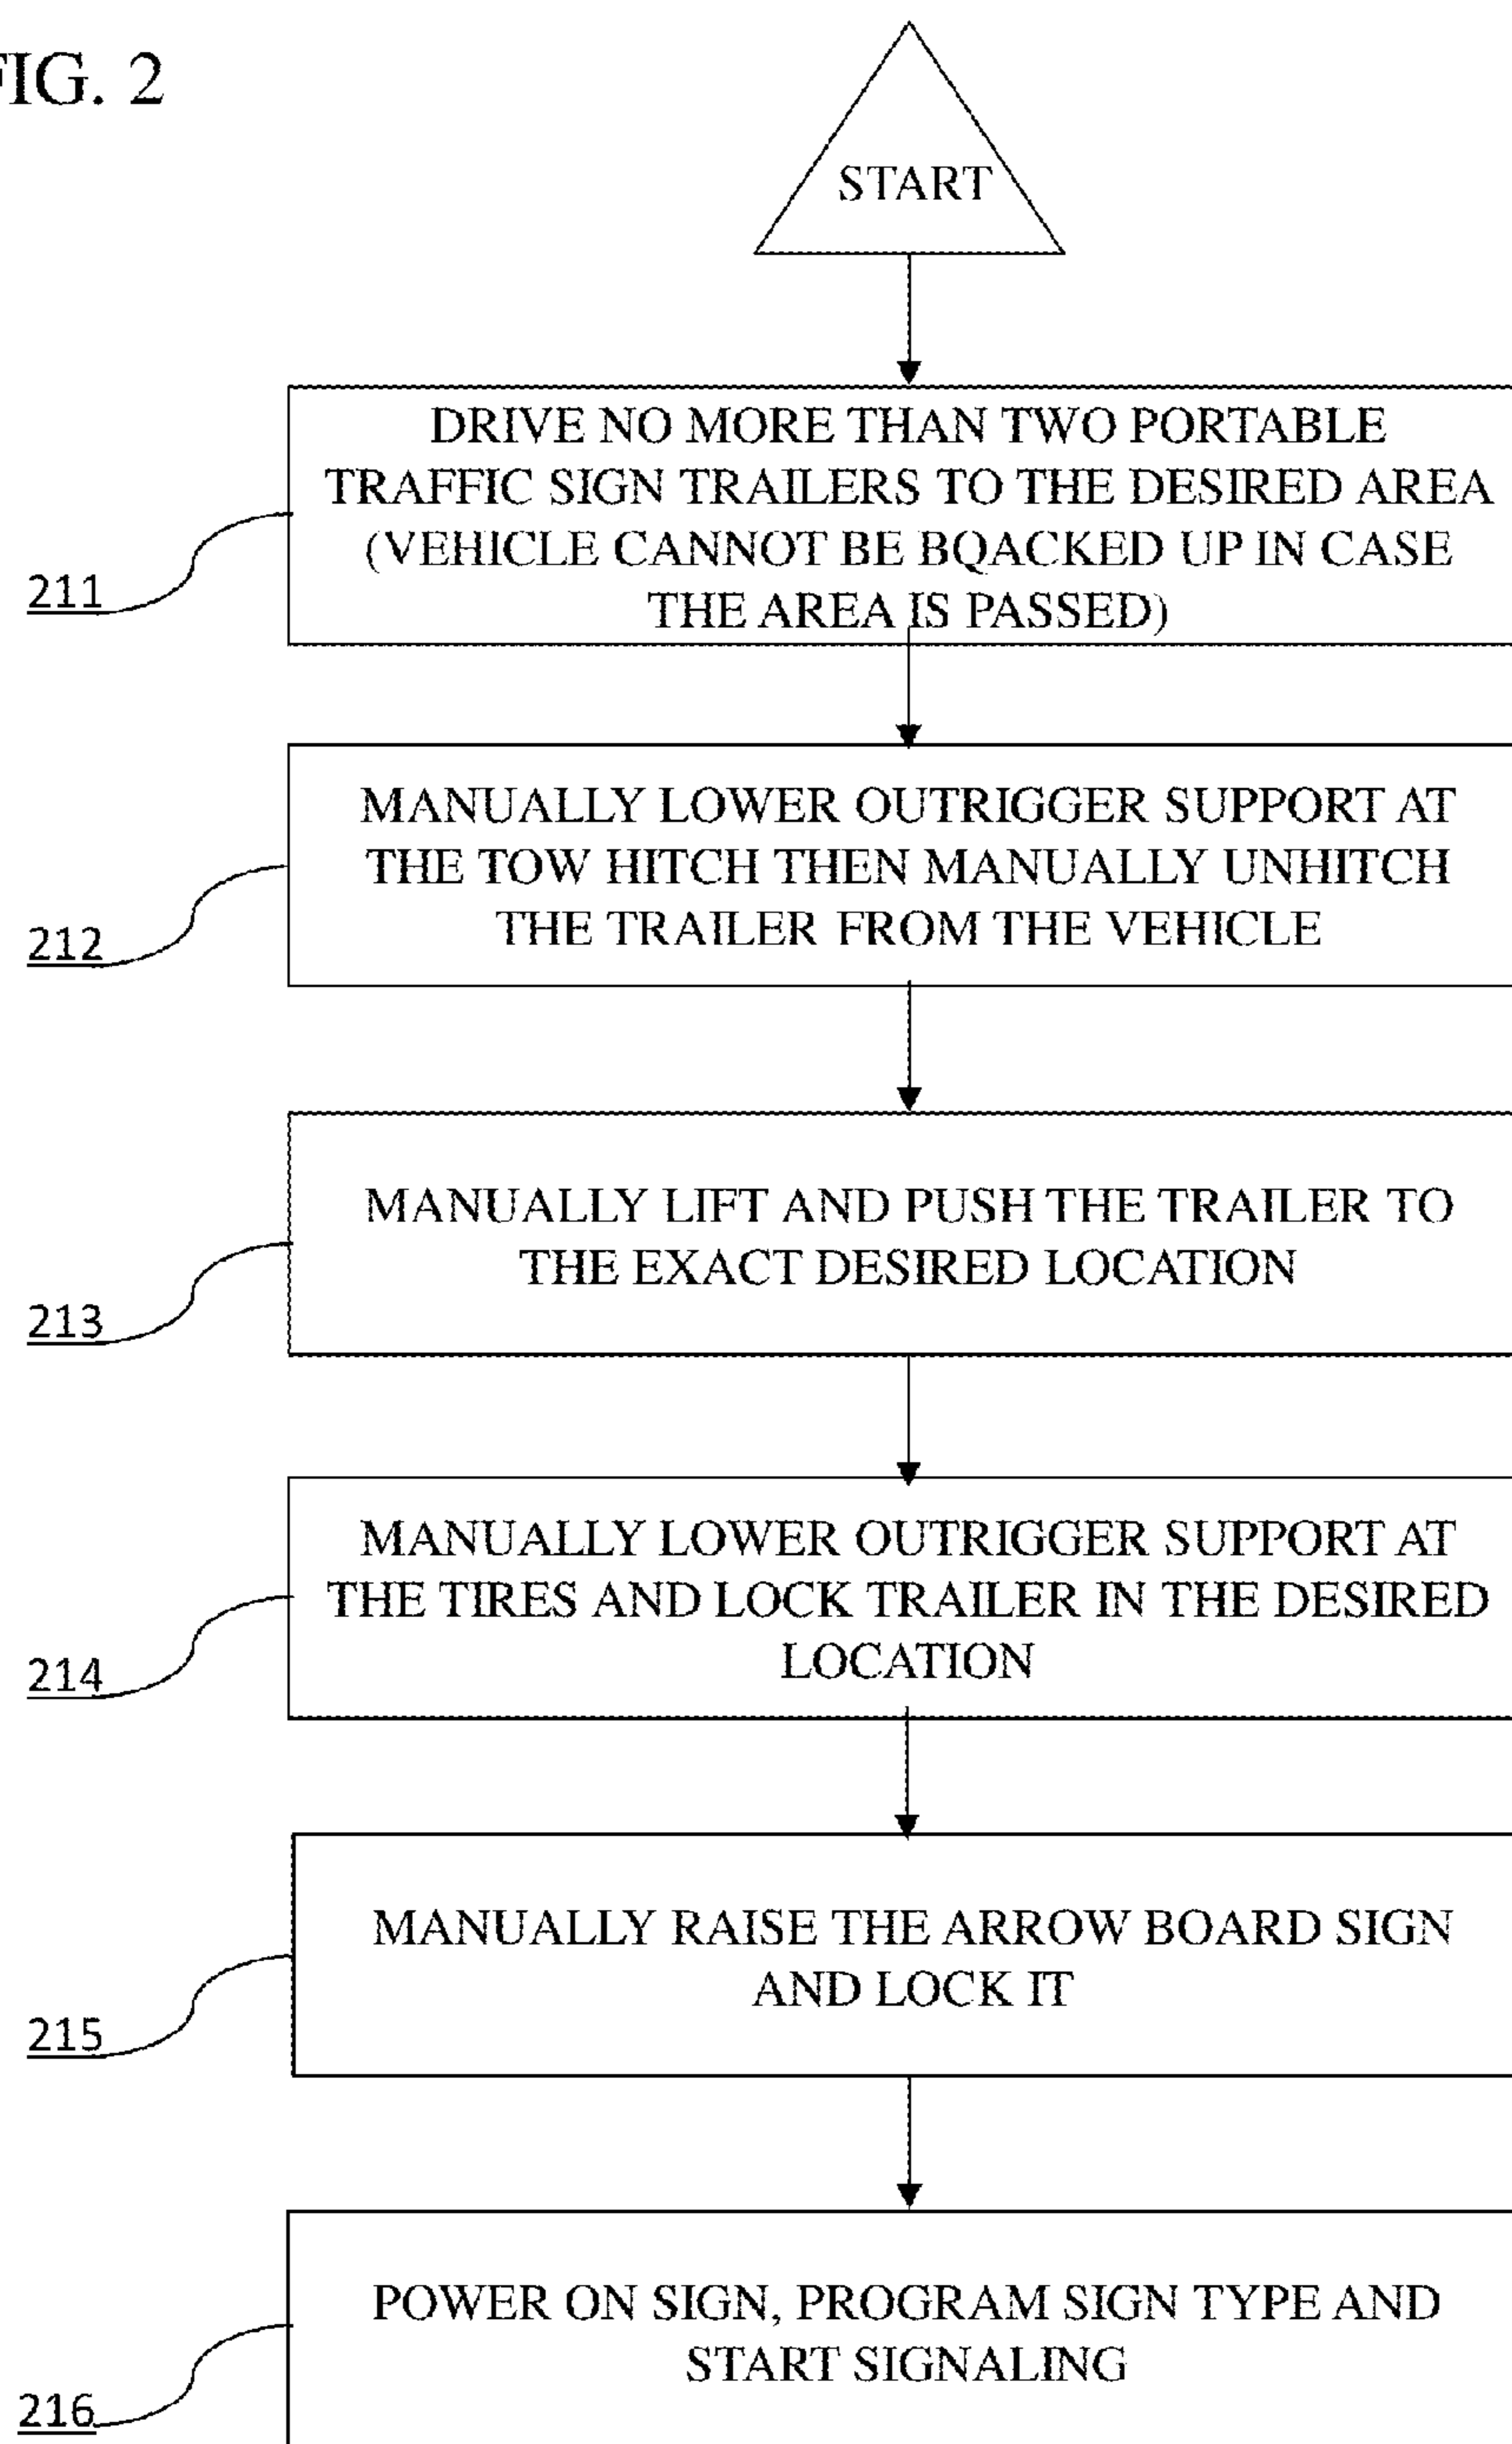 FIG. 2
START
DRIVE NO MORE THAN TWO PORTABLE
TRAFFIC SIGN TRAILERS TO THE DESIRED AREA
(VEHICLE CANNOT BE BQACKED UP IN CASE
THE AREA IS PASSED)
211
MANUALLY LOWER OUTRIGGER SUPPORT AT
THE TOW HITCH THEN MANUALLY UNHITCH
THE TRAILER FROM THE VEHICLE
212
MANUALLY LIFT AND PUSH THE TRAILER TO
THE EXACT DESIRED LOCATION
213
MANUALLY LOWER OUTRIGGER SUPPORT AT
THE TIRES AND LOCK TRAILER IN THE DESIRED
LOCATION
214
MANUALLY RAISE THE ARROW BOARD SIGN
AND LOCK IT
215
POWER ON SIGN, PROGRAM SIGN TYPE AND
START SIGNALING
216